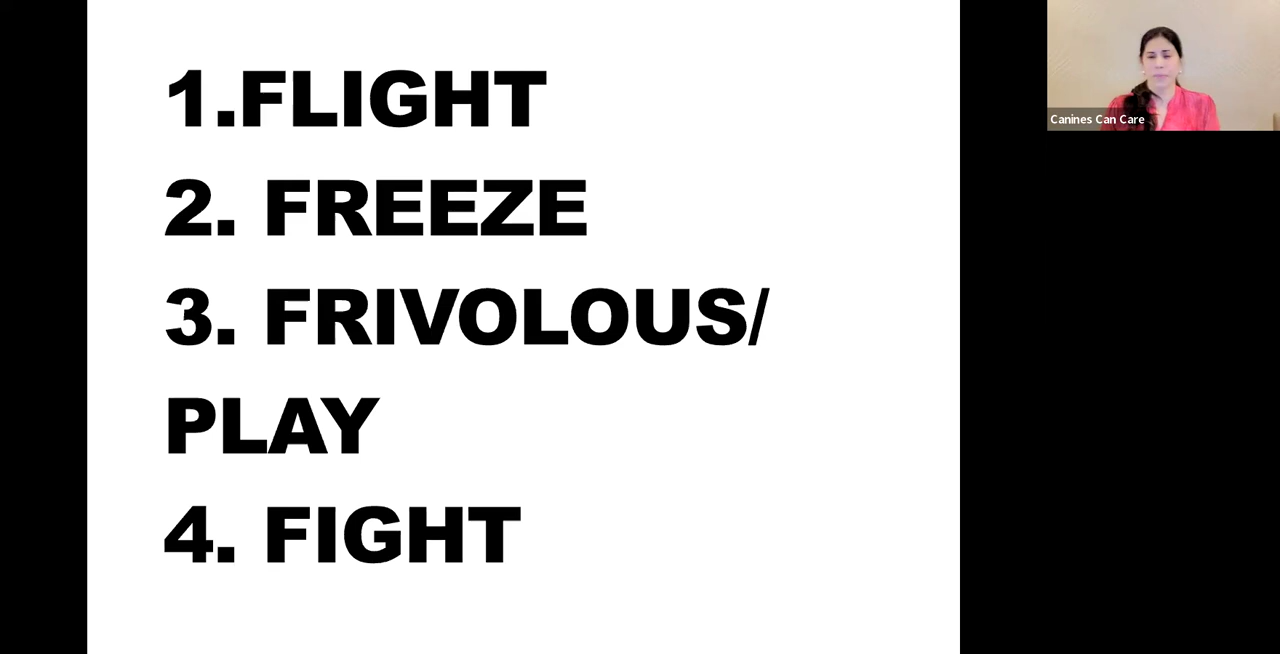 1.FLIGHT
2. FREEZE
3. FRIVOLOUS/
PLAY
4. FIGHT
Canines Can Care